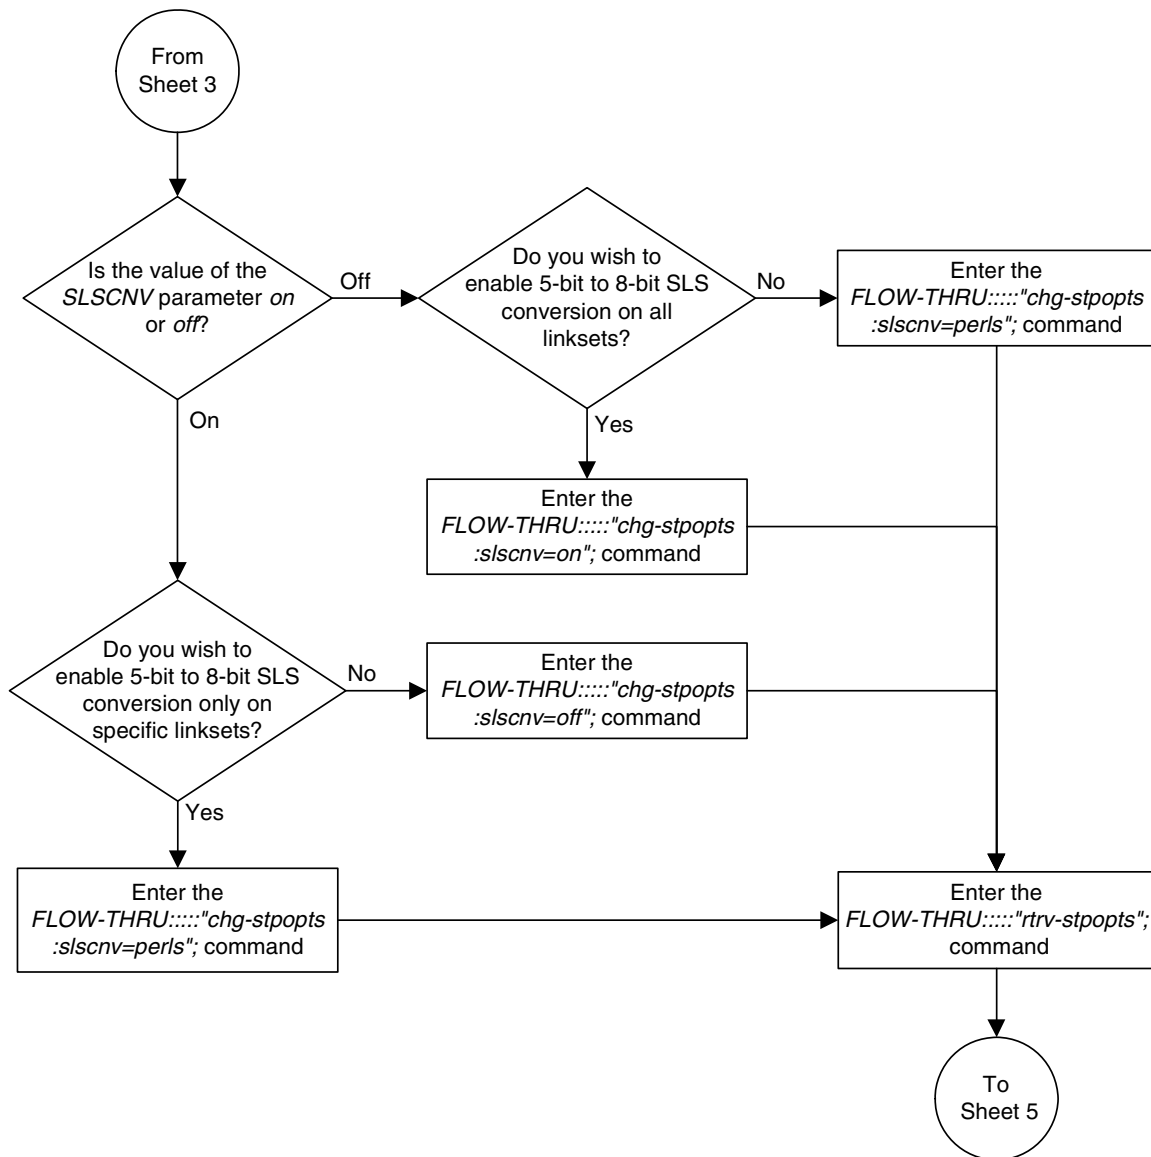 From
Sheet 3
Is the value of the
SLSCNV parameter on
or off?
Off
Do you wish to
enable 5-bit to 8-bit SLS
conversion on all
linksets?
No
Enter the
FLOW-THRU:::::"chg-stpopts
:slscnv=perls"; command
On
Yes
Enter the
FLOW-THRU:::::"chg-stpopts
:slscnv=on"; command
Do you wish to
enable 5-bit to 8-bit SLS
conversion only on
specific linksets?
No
Enter the
FLOW-THRU:::::"chg-stpopts
:slscnv=off"; command
Yes
Enter the
FLOW-THRU:::::"chg-stpopts
:slscnv=perls"; command
Enter the
FLOW-THRU:::::"rtrv-stpopts";
command
To
Sheet 5